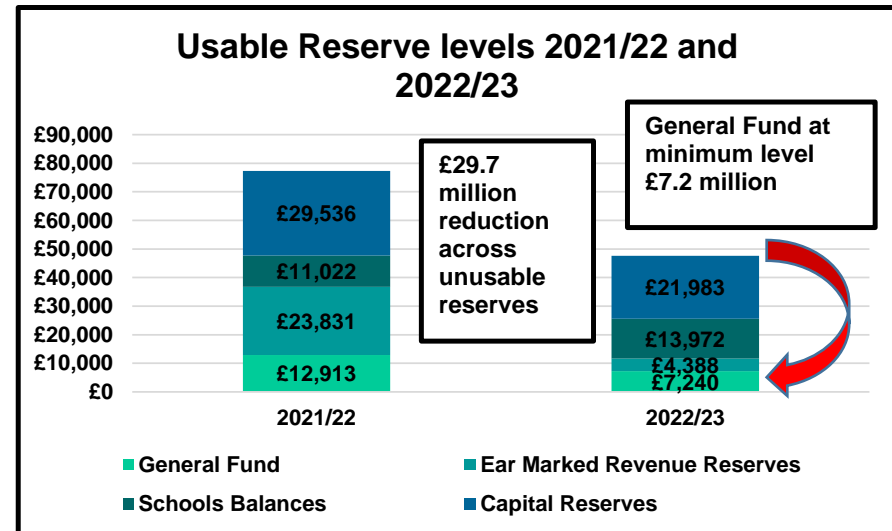 Usable Reserve levels 2021/22 and
2022/23
£90,000
£80,000
£70,000
£60,000
£50,000
£40,000
£30,000
£20,000
£10,000
£0
£29,536
£11,022
£23,831
£12,913
2021/22
£29.7
million
reduction
across
unusable
reserves
General Fund at
minimum level
£7.2 million
£21,983
£13,972
£4,388
£7,240
2022/23
General Fund
Ear Marked Revenue Reserves
Schools Balances
Capital Reserves